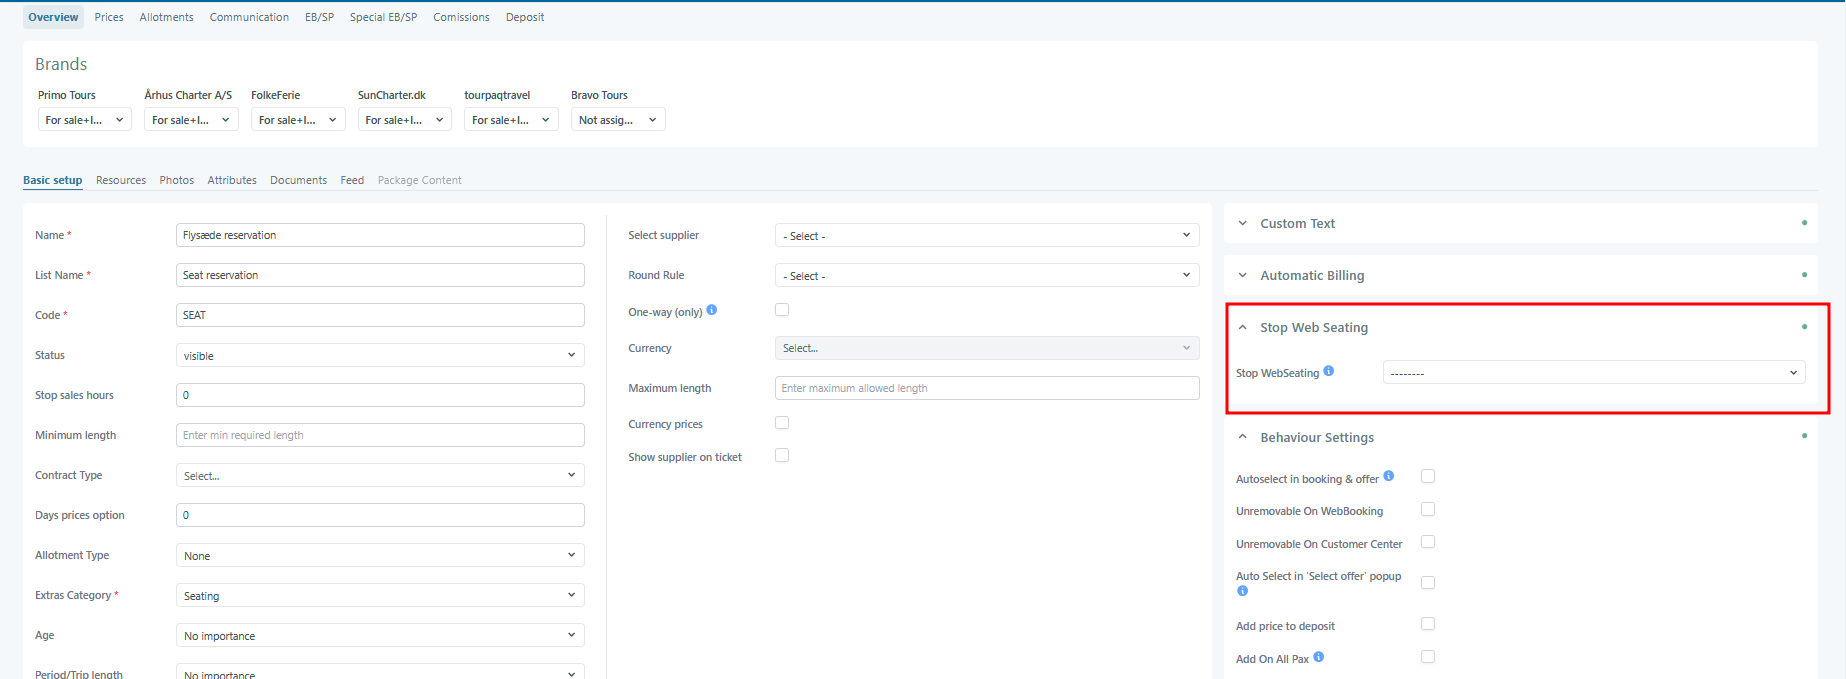 Overview Prices Allotments Communication EB/SP Special EB/SP Comissions Deposit
Brands
Primo Tours Århus Charter A/S FolkeFerie SunCharter.dk tourpaqtravel Bravo Tours
For sale+I... For sale+I... For sale+I... For sale+I... For sale+I... Not assig...
Basic setup Resources Photos Attributes Documents Feed Package Content
Name * Flysæde reservation
List Name * Seat reservation
Code * SEAT
Status visible
Stop sales hours 0
Minimum length Enter min required length
Contract Type Select...
Days prices option 0
Allotment Type None
Extras Category * Seating
Age No importance
Period/Trip length No importance
Select supplier - Select -
Round Rule - Select -
One-way (only)
Currency Select...
Maximum length Enter maximum allowed length
Currency prices
Show supplier on ticket
Custom Text
Automatic Billing
Stop Web Seating
Stop WebSeating --------
Behaviour Settings
Autoselect in booking & offer
Unremovable On WebBooking
Unremovable On Customer Center
Auto Select in 'Select offer' popup
Add price to deposit
Add On All Pax